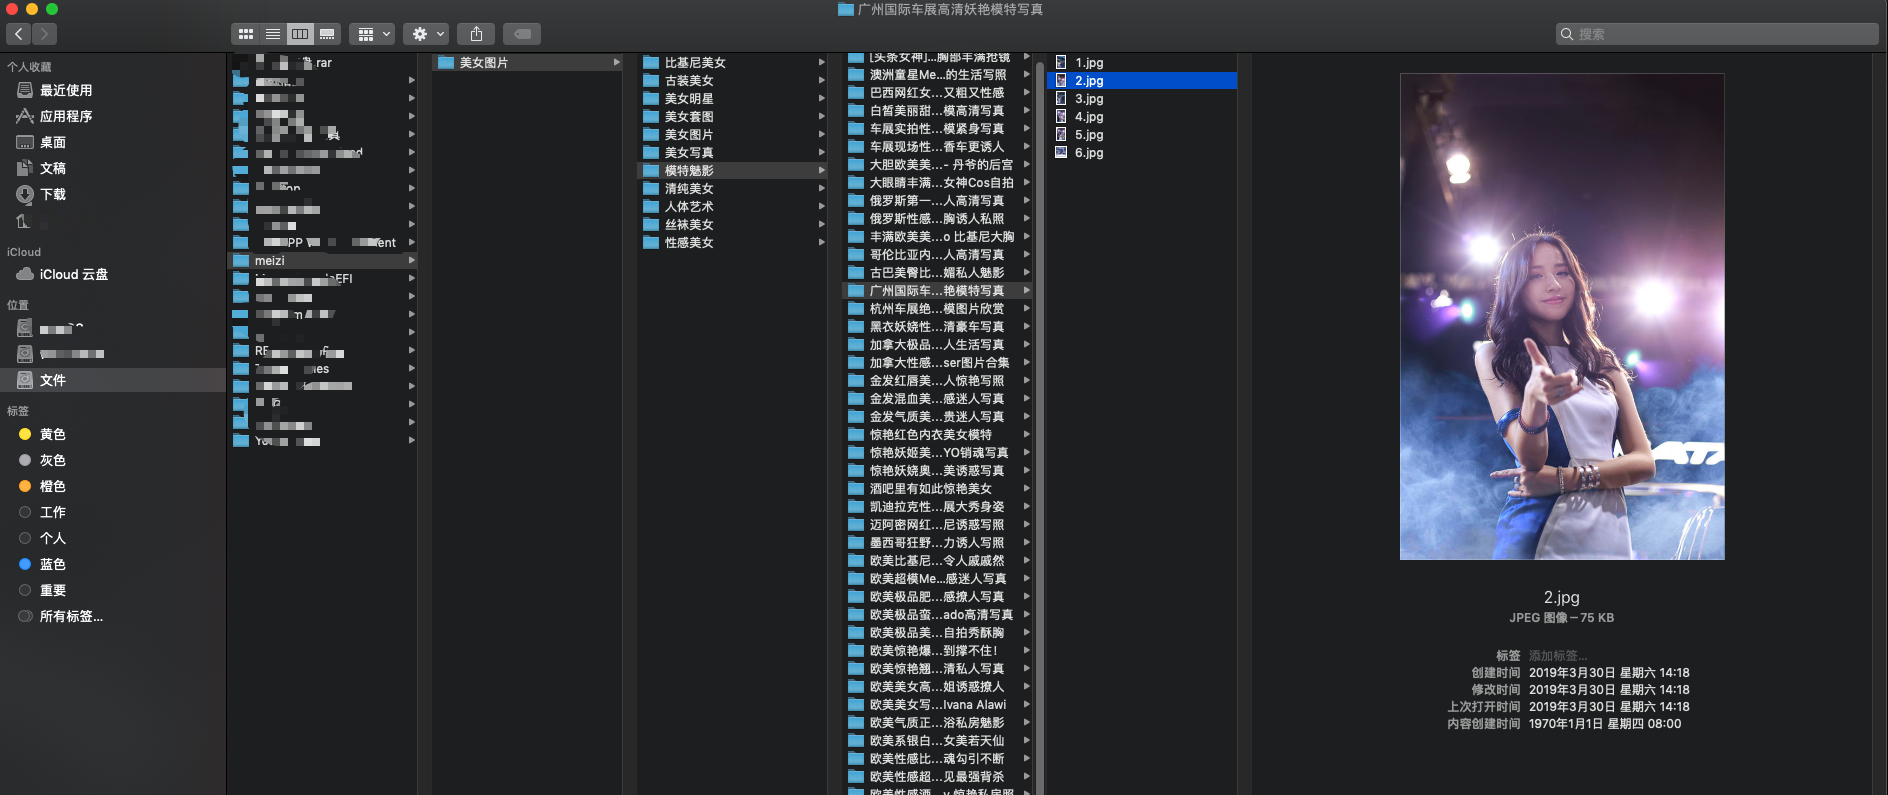 广州国际车展高清妖艳模特写真
搜索
个人收藏
最近使用
应用程序
桌面
文稿
下载
iCloud
iCloud 云盘
位置
文件
标签
黄色
灰色
橙色
工作
个人
蓝色
重要
所有标签...
.rar
meizi
美女图片
比基尼美女
古装美女
美女明星
美女套图
美女图片
美女写真
模特魅影
清纯美女
人体艺术
丝袜美女
性感美女
[头条女神]...胸部丰满抢镜
澳洲童星Me...的生活写照
巴西网红女...又粗又性感
白皙美丽甜...模高清写真
车展实拍性...模紧身写真
车展现场性...香车更诱人
大胆欧美美...- 丹爷的后宫
大眼睛丰满...女神Cos自拍
俄罗斯第一...人高清写真
俄罗斯性感...胸诱人私照
丰满欧美美...o 比基尼大胸
哥伦比亚内...人高清写真
古巴美臀比...媚私人魅影
广州国际车...艳模特写真
杭州车展绝...模图片欣赏
黑衣妖娆性...清豪车写真
加拿大极品...人生活写真
加拿大性感...ser图片合集
金发红唇美...人惊艳写照
金发混血美...感迷人写真
金发气质美...贵迷人写真
惊艳红色内衣美女模特
惊艳妖姬美...YO销魂写真
惊艳妖娆奥...美诱惑写真
酒吧里有如此惊艳美女
凯迪拉克性...展大秀身姿
迈阿密网红...尼诱惑写照
墨西哥狂野...力诱人写照
欧美比基尼...令人戚戚然
欧美超模Me...感迷人写真
欧美极品肥...感撩人写真
欧美极品蛮...ado高清写真
欧美极品美...自拍秀酥胸
欧美惊艳爆...到撑不住！
欧美惊艳翘...清私人写真
欧美美女高...姐诱惑撩人
欧美美女写...Ivana Alawi
欧美气质正...浴私房魅影
欧美系银白...女美若天仙
欧美性感比...魂勾引不断
欧美性感超...见最强背杀
欧美性感酒...y 惊艳私房照
1.jpg
2.jpg
3.jpg
4.jpg
5.jpg
6.jpg
2.jpg
JPEG 图像 – 75 KB
标签 添加标签...
创建时间 2019年3月30日 星期六 14:18
修改时间 2019年3月30日 星期六 14:18
上次打开时间 2019年3月30日 星期六 14:18
内容创建时间 1970年1月1日 星期四 08:00